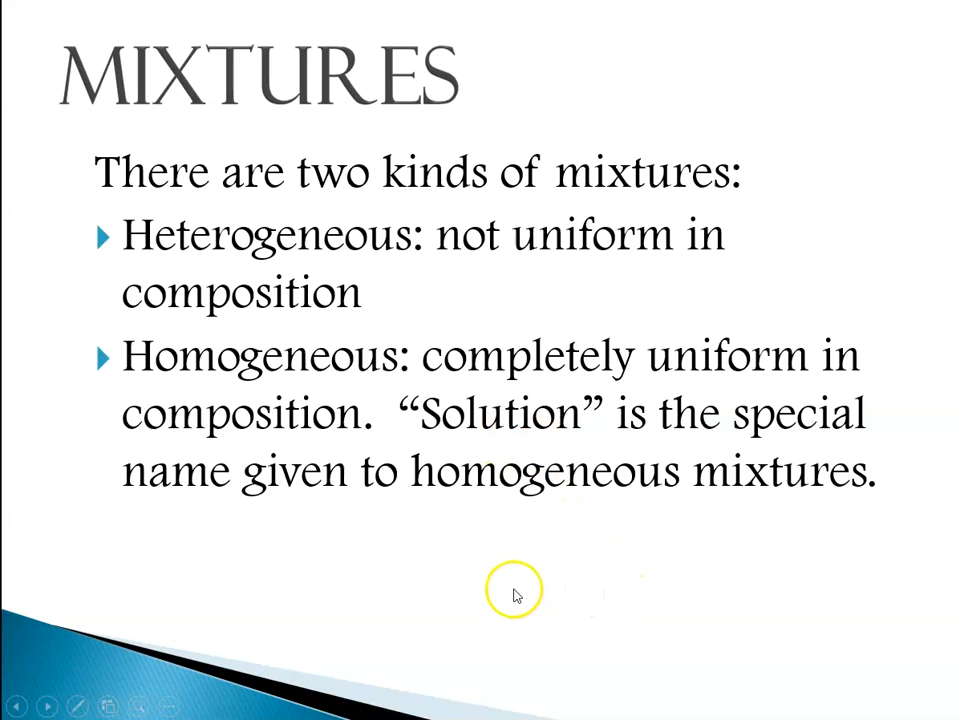 MIXTURES
There are two kinds of mixtures:
Heterogeneous: not uniform in
composition
Homogeneous: completely uniform in
composition. “Solution” is the special
name given to homogeneous mixtures.